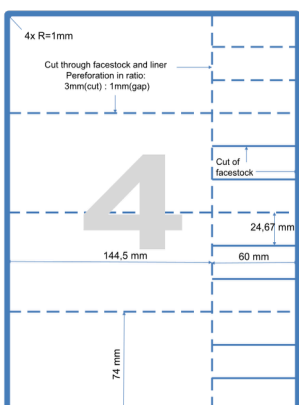 4x R=1mm
Cut through facestock and liner
Pereforation in ratio:
3mm(cut) : 1mm(gap)
Cut of
facestock
4
24,67 mm
144,5 mm
60 mm
74 mm